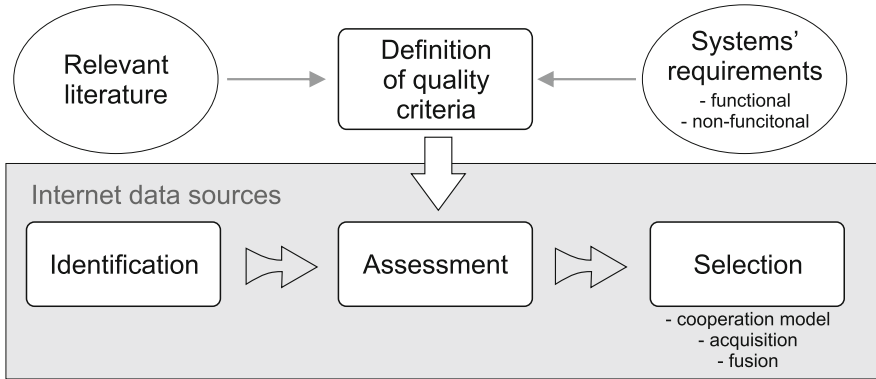 Relevant
literature
Definition
of quality
criteria
Systems'
requirements
- functional
- non-funcitonal
Internet data sources
Identification
Assessment
Selection
- cooperation model
- acquisition
- fusion